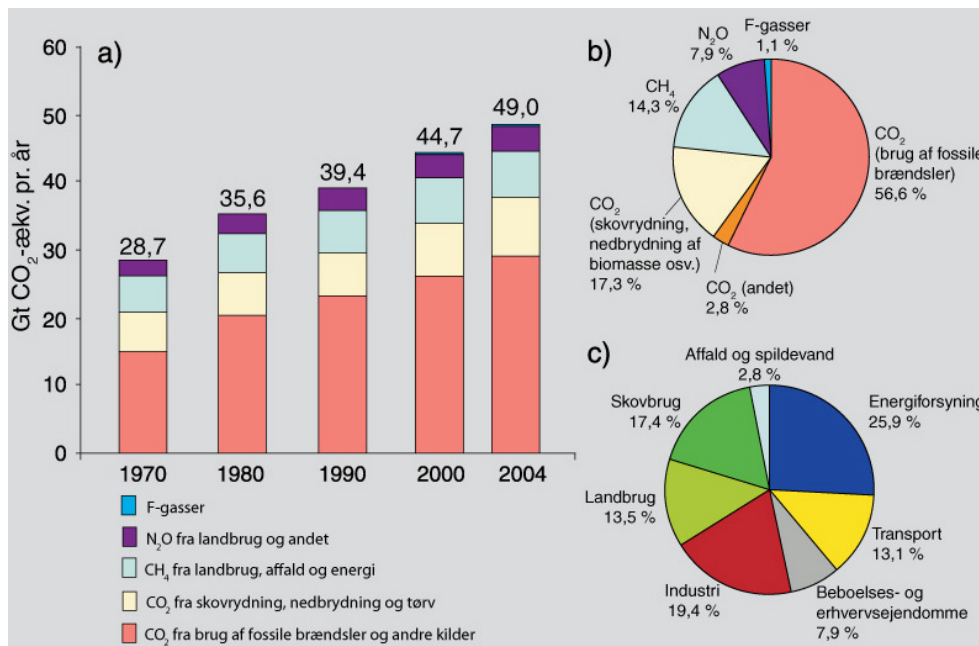 a)
Gt CO₂-ækv. pr. år
60
50
40
30
20
10
0
28,7
35,6
39,4
44,7
49,0
1970
1980
1990
2000
2004
F-gasser
N₂O fra landbrug og andet
CH₄ fra landbrug, affald og energi
CO₂ fra skovrydning, nedbrydning og tørv
CO₂ fra brug af fossile brændsler og andre kilder
b)
F-gasser
1,1 %
N₂O
7,9 %
CH₄
14,3 %
CO₂
(brug af fossile
brændsler)
56,6 %
CO₂
(skovrydning,
nedbrydning af
biomasse osv.)
17,3 %
CO₂ (andet)
2,8 %
c)
Affald og spildevand
2,8 %
Skovbrug
17,4 %
Energiforsyning
25,9 %
Landbrug
13,5 %
Transport
13,1 %
Industri
19,4 %
Beboelses- og
erhvervsejendomme
7,9 %